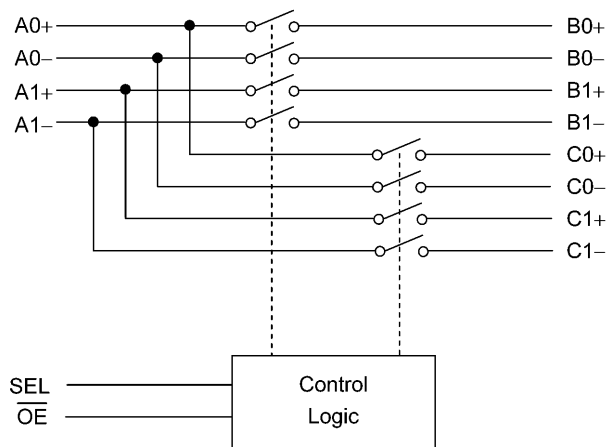 A0+ B0+
A0− B0−
A1+ B1+
A1− B1−
C0+
C0−
C1+
C1−
SEL
OE
Control
Logic